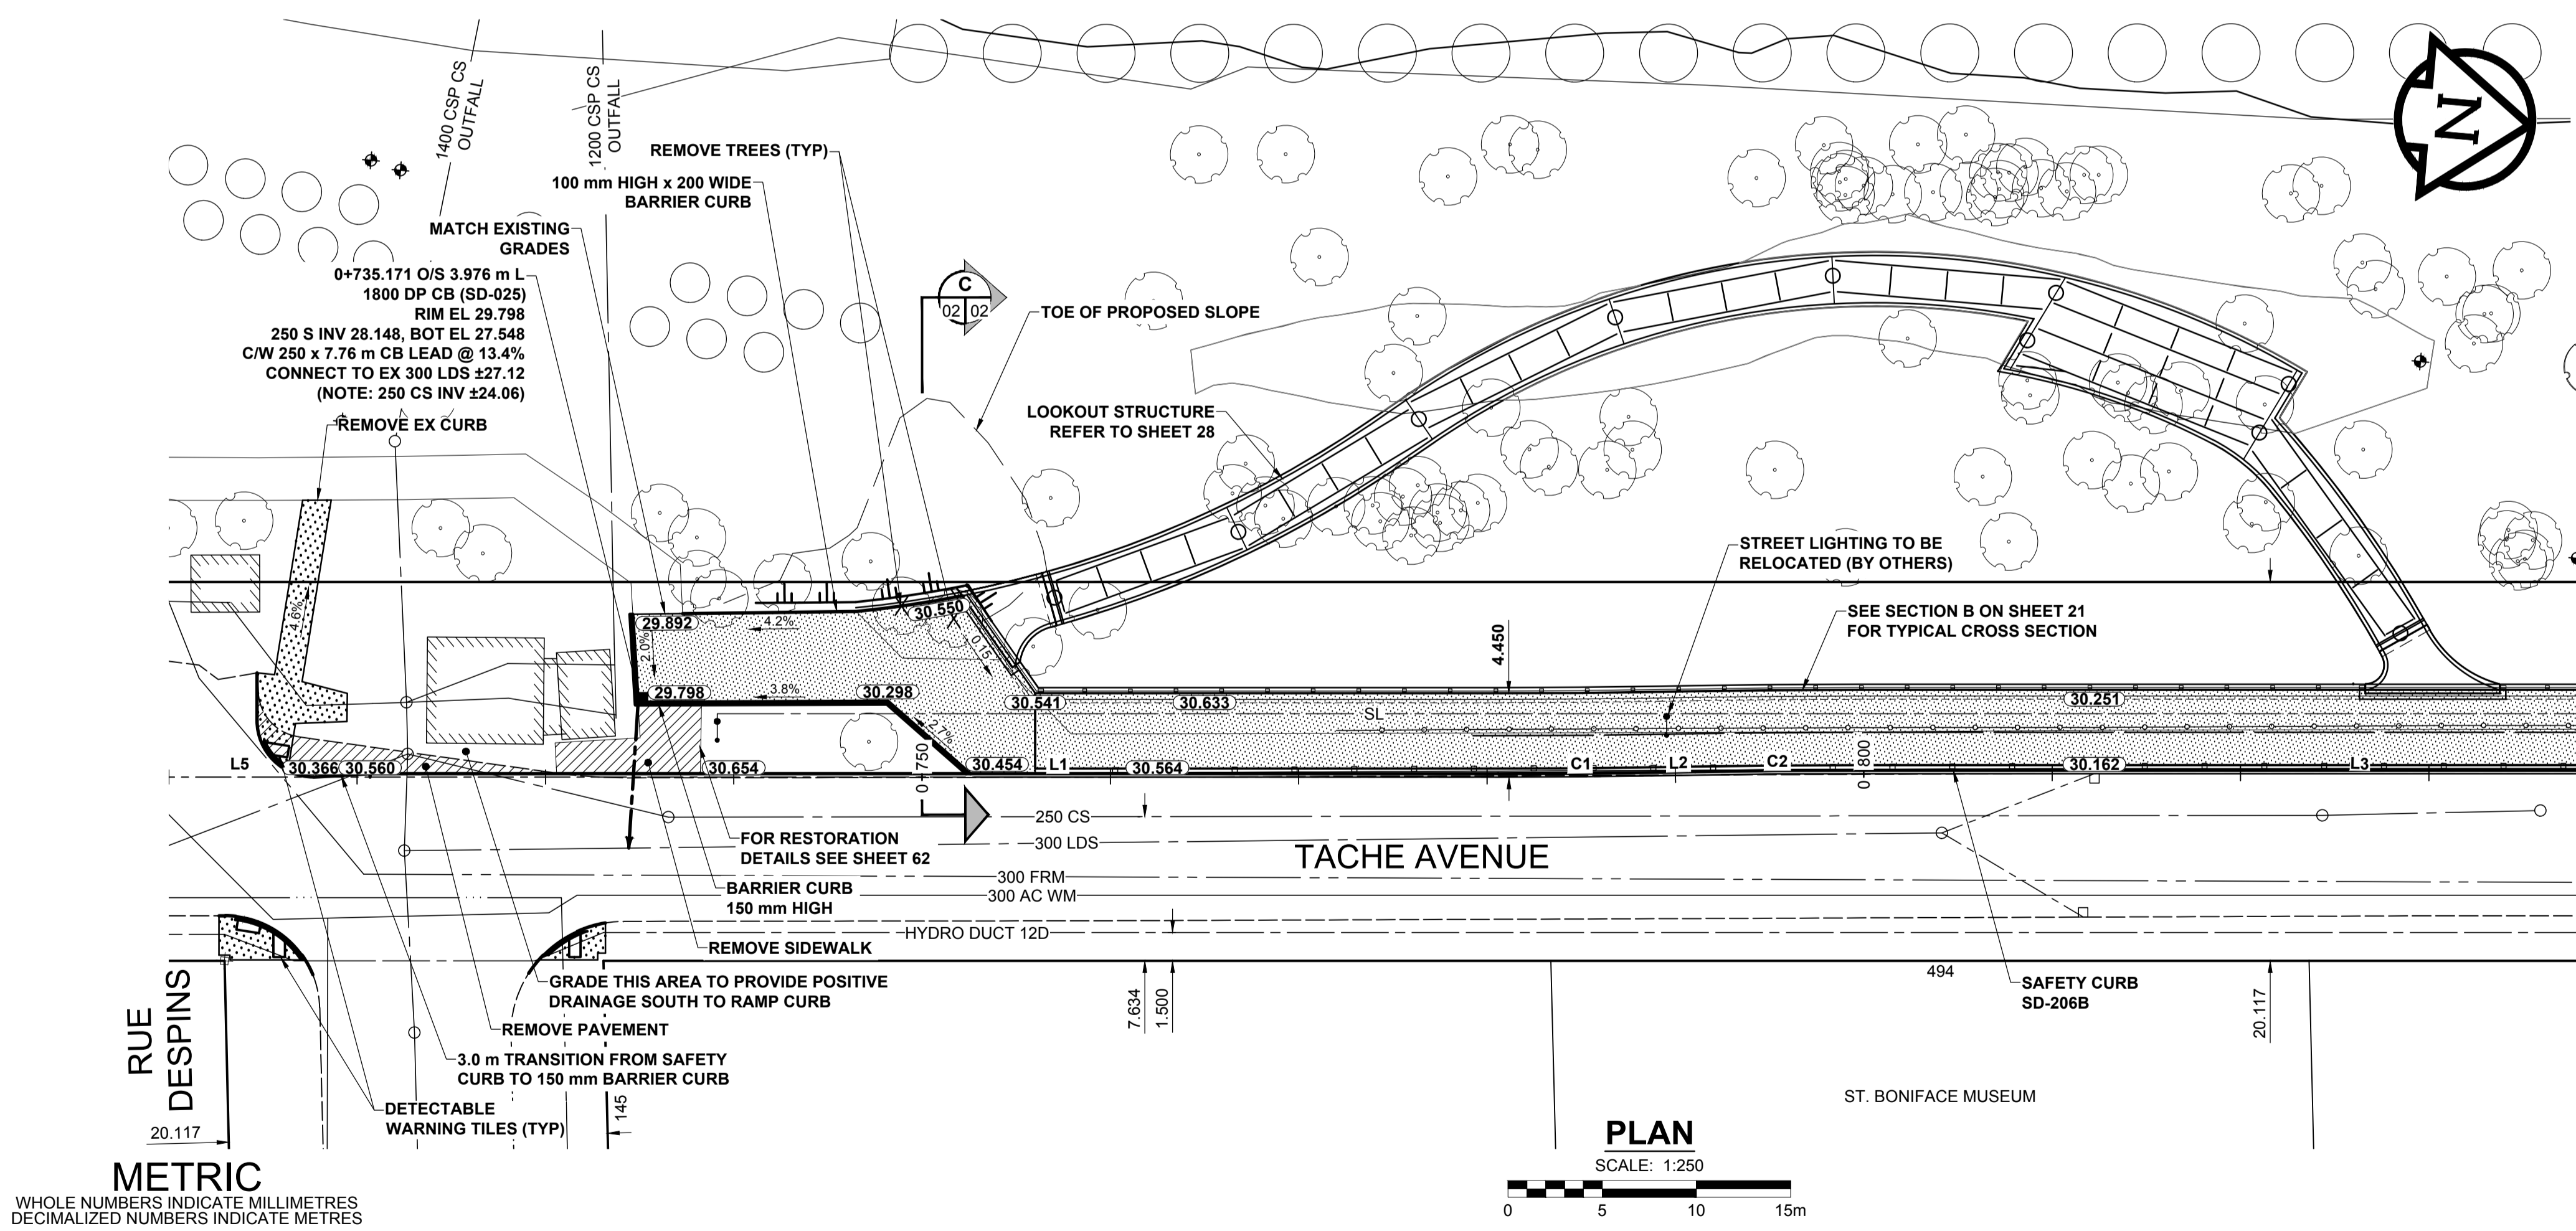 1400 CSP CS
OUTFALL
1200 CSP CS
OUTFALL
N
REMOVE TREES (TYP)
100 mm HIGH x 200 WIDE
BARRIER CURB
MATCH EXISTING
GRADES
0+735.171 O/S 3.976 m L
1800 DP CB (SD-025)
RIM EL 29.798
250 S INV 28.148, BOT EL 27.548
C/W 250 x 7.76 m CB LEAD @ 13.4%
CONNECT TO EX 300 LDS ±27.12
(NOTE: 250 CS INV ±24.06)
REMOVE EX CURB
C
02 02
TOE OF PROPOSED SLOPE
LOOKOUT STRUCTURE
REFER TO SHEET 28
STREET LIGHTING TO BE
RELOCATED (BY OTHERS)
SEE SECTION B ON SHEET 21
FOR TYPICAL CROSS SECTION
4.6%
29.892
4.2%
30.550
2.0%
0.15
4.450
29.798
3.8%
30.298
30.541
30.633
30.251
SL
2.7%
L5
30.366
30.560
30.654
0+750
30.454
L1
30.564
C1
L2
C2
0+800
30.162
L3
250 CS
300 LDS
TACHE AVENUE
300 FRM
300 AC WM
HYDRO DUCT 12D
FOR RESTORATION
DETAILS SEE SHEET 62
BARRIER CURB
150 mm HIGH
REMOVE SIDEWALK
GRADE THIS AREA TO PROVIDE POSITIVE
DRAINAGE SOUTH TO RAMP CURB
REMOVE PAVEMENT
3.0 m TRANSITION FROM SAFETY
CURB TO 150 mm BARRIER CURB
DETECTABLE
WARNING TILES (TYP)
RUE
DESPINS
20.117
145
7.634
1.500
494
SAFETY CURB
SD-206B
20.117
ST. BONIFACE MUSEUM
PLAN
SCALE: 1:250
0 5 10 15m
METRIC
WHOLE NUMBERS INDICATE MILLIMETRES
DECIMALIZED NUMBERS INDICATE METRES